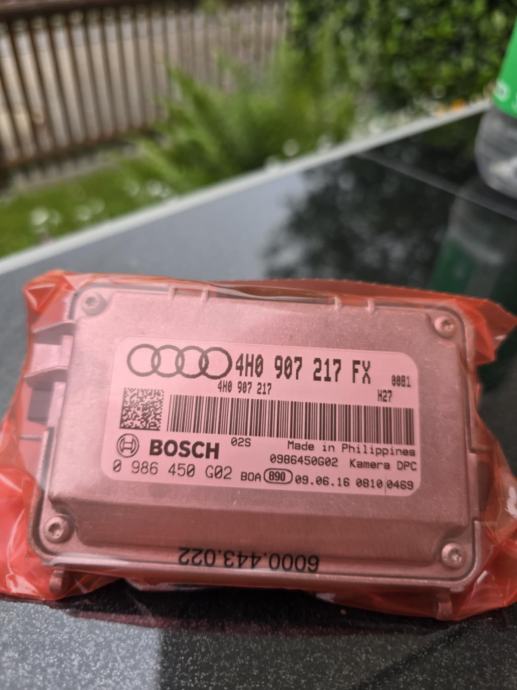 4H0 907 217 FX
4H0 907 217
0081
H27
BOSCH
02S
Made in Philippines
0986450G02 Kamera DPC
0 986 450 G02 BOA 890 09.06.16 0810 0469
6000.443.022